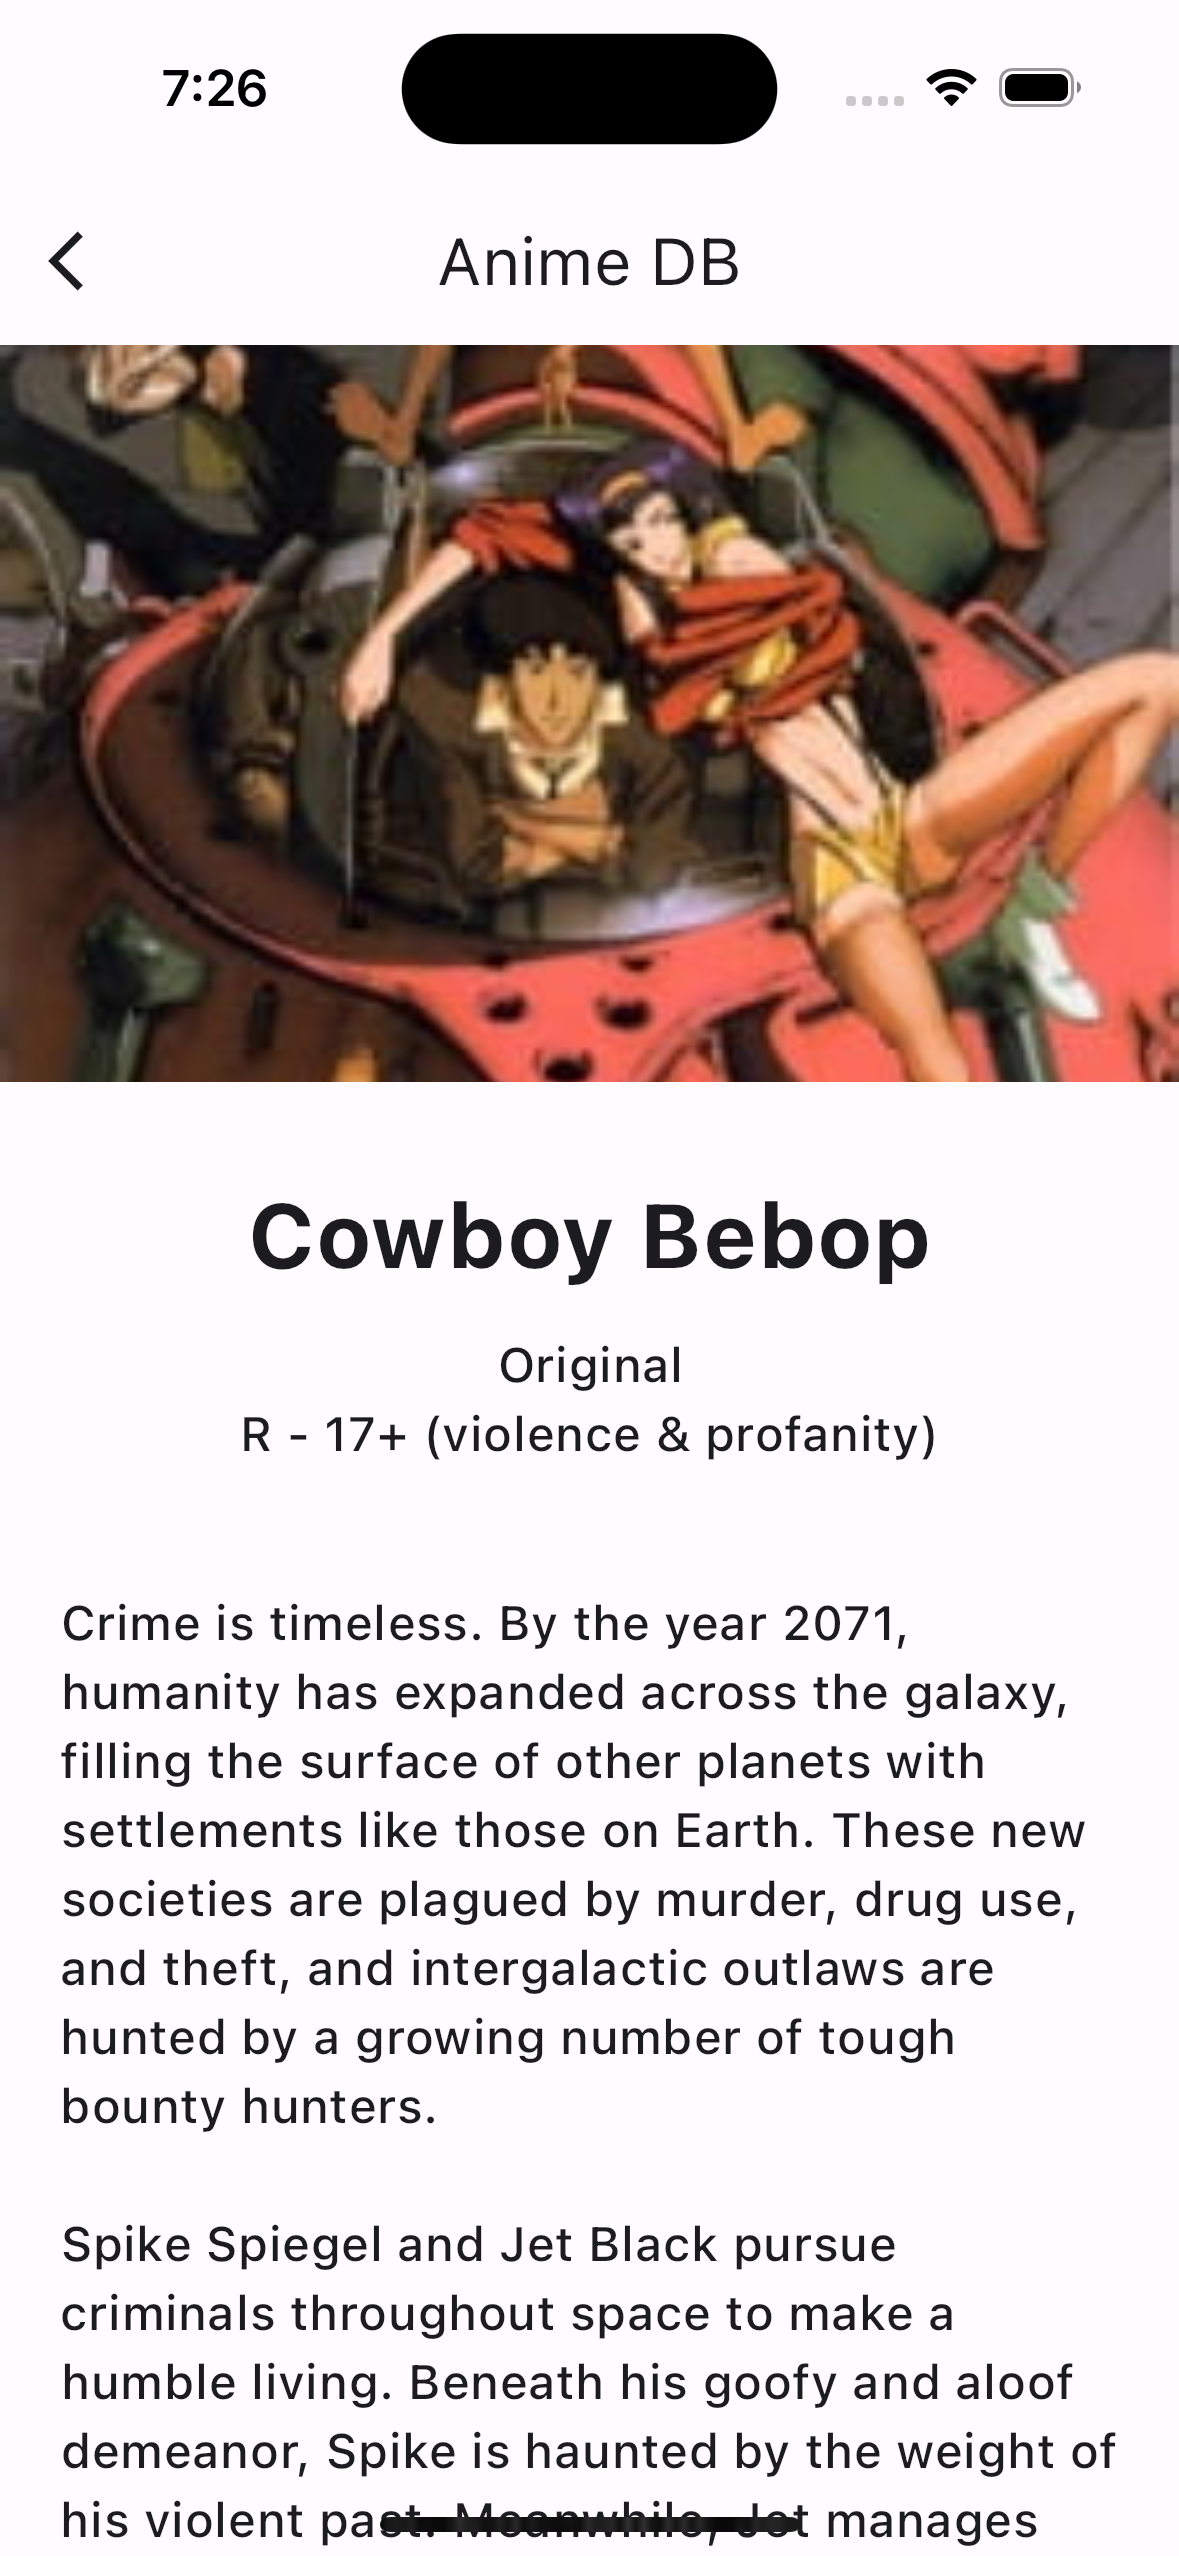 7:26
Anime DB
Cowboy Bebop
Original
R - 17+ (violence & profanity)
Crime is timeless. By the year 2071,
humanity has expanded across the galaxy,
filling the surface of other planets with
settlements like those on Earth. These new
societies are plagued by murder, drug use,
and theft, and intergalactic outlaws are
hunted by a growing number of tough
bounty hunters.
Spike Spiegel and Jet Black pursue
criminals throughout space to make a
humble living. Beneath his goofy and aloof
demeanor, Spike is haunted by the weight of
his violent past. Meanwhile, Jet manages